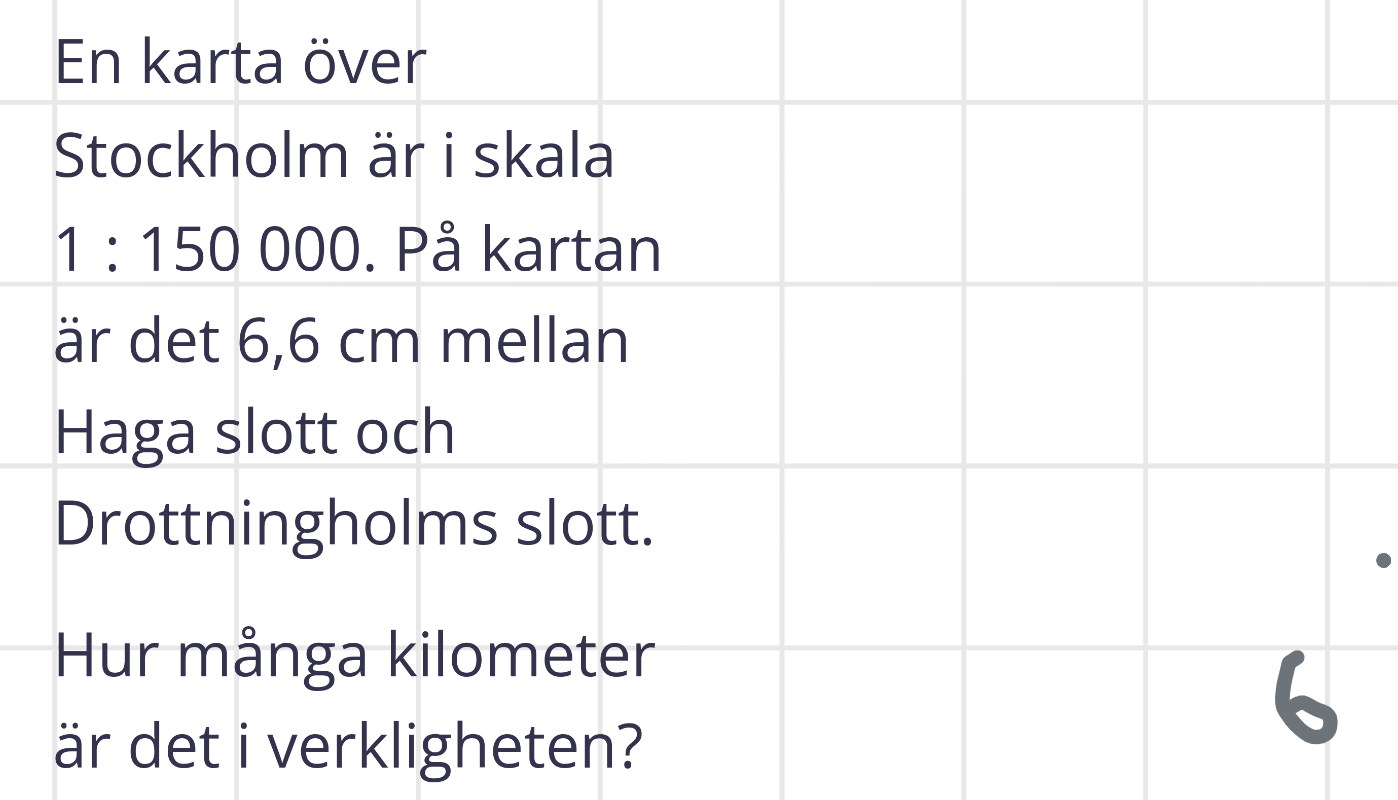 En karta över
Stockholm är i skala
1 : 150 000. På kartan
är det 6,6 cm mellan
Haga slott och
Drottningholms slott.
Hur många kilometer
är det i verkligheten?
6